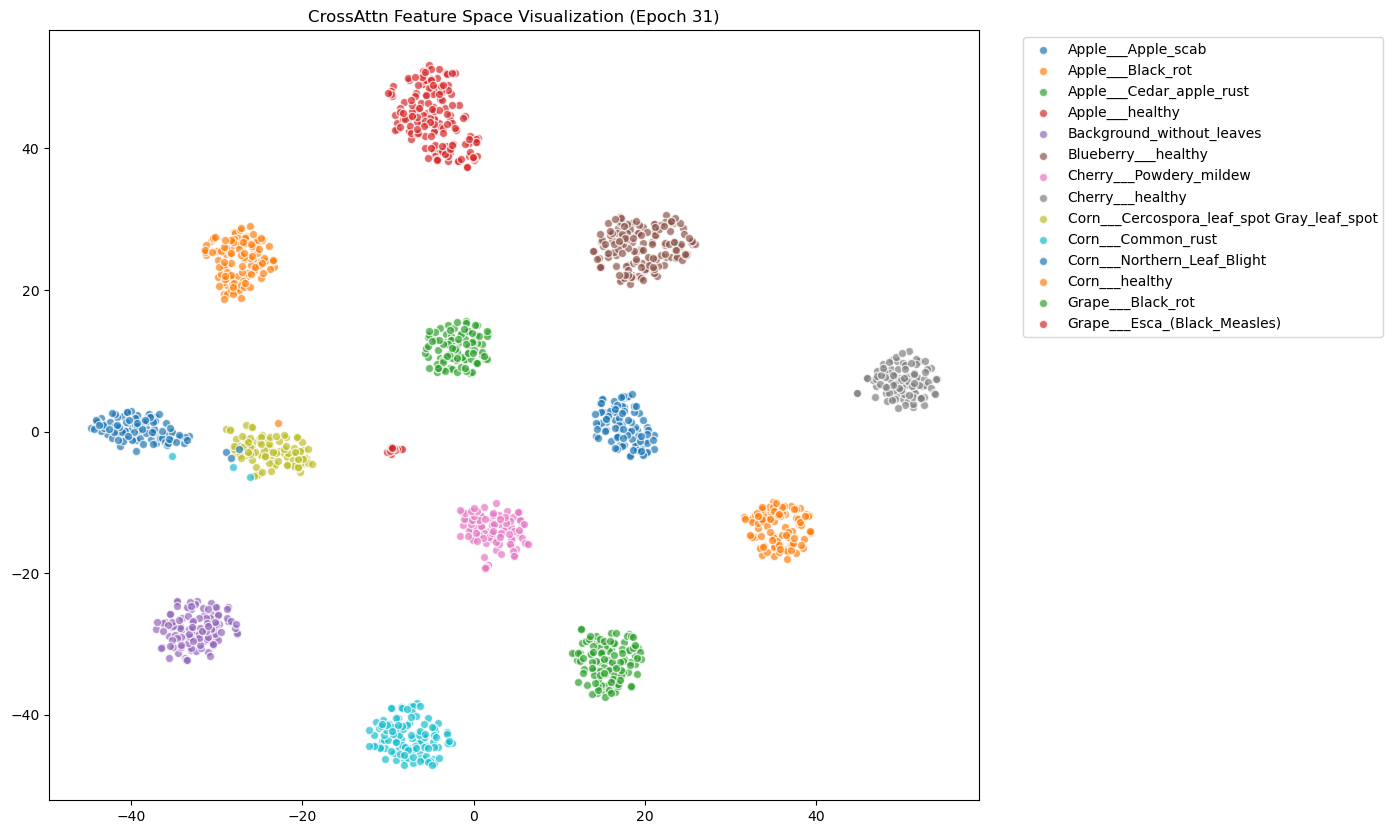 CrossAttn Feature Space Visualization (Epoch 31)
Apple___Apple_scab
Apple___Black_rot
Apple___Cedar_apple_rust
Apple___healthy
Background_without_leaves
Blueberry___healthy
Cherry___Powdery_mildew
Cherry___healthy
Corn___Cercospora_leaf_spot Gray_leaf_spot
Corn___Common_rust
Corn___Northern_Leaf_Blight
Corn___healthy
Grape___Black_rot
Grape___Esca_(Black_Measles)
40
20
0
−20
−40
−40 −20 0 20 40